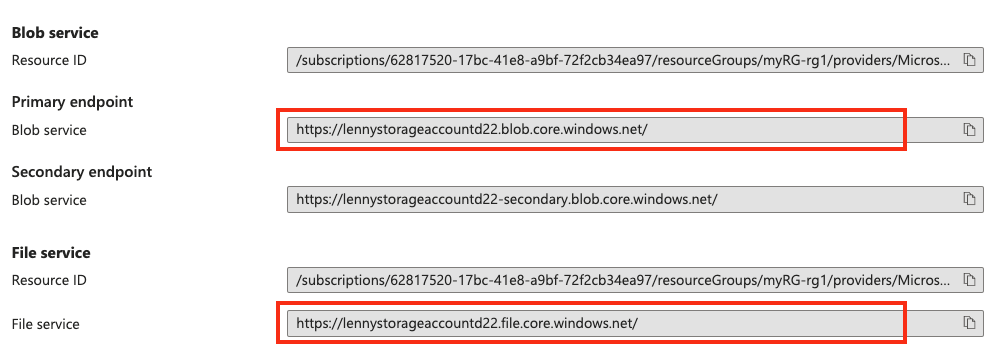 Blob service
Resource ID /subscriptions/62817520-17bc-41e8-a9bf-72f2cb34ea97/resourceGroups/myRG-rg1/providers/Micros...
Primary endpoint
Blob service https://lennystorageaccountd22.blob.core.windows.net/
Secondary endpoint
Blob service https://lennystorageaccountd22-secondary.blob.core.windows.net/
File service
Resource ID /subscriptions/62817520-17bc-41e8-a9bf-72f2cb34ea97/resourceGroups/myRG-rg1/providers/Micros...
File service https://lennystorageaccountd22.file.core.windows.net/